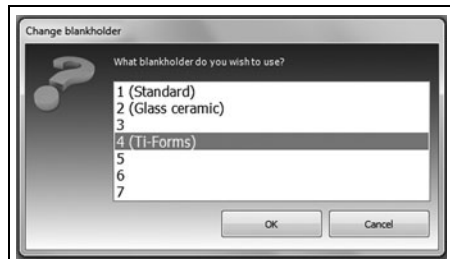 Change blankholder
What blankholder do you wish to use?
1 (Standard)
2 (Glass ceramic)
3
4 (Ti-Forms)
5
6
7
OK
Cancel